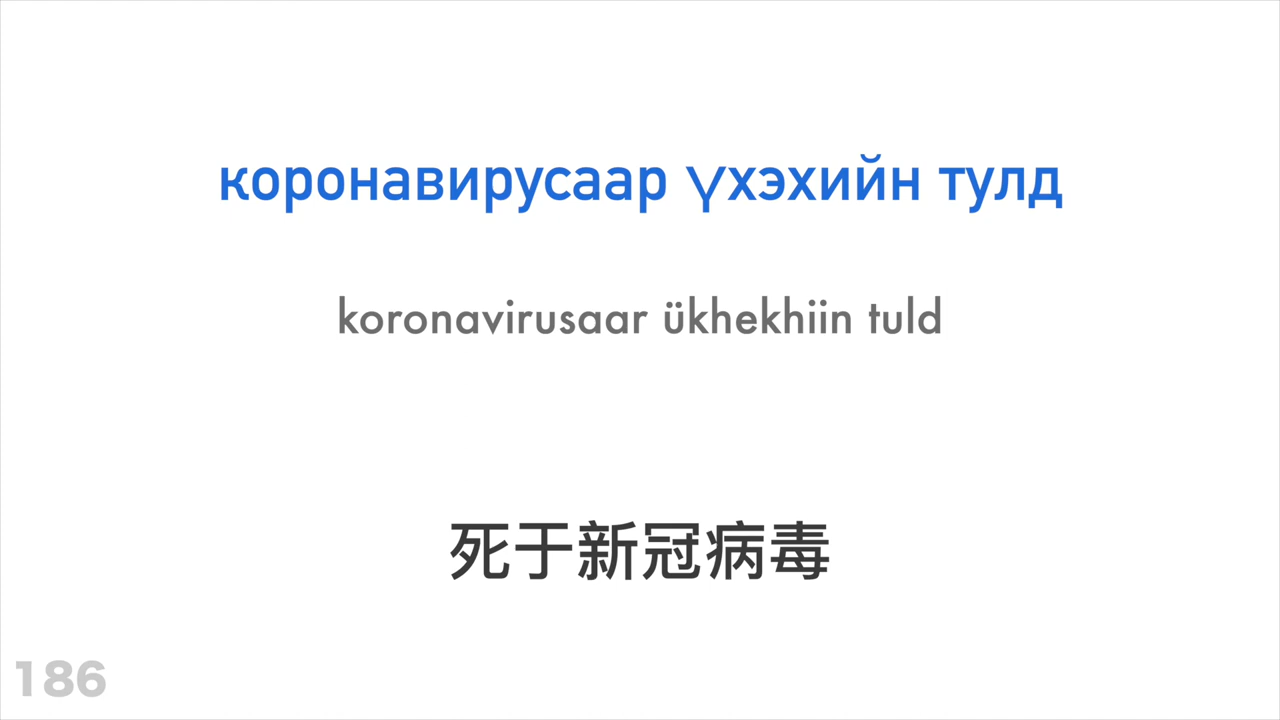 коронавирусаар үхэхийн тулд
koronavirusaar ükhekhiin tuld
死于新冠病毒
186